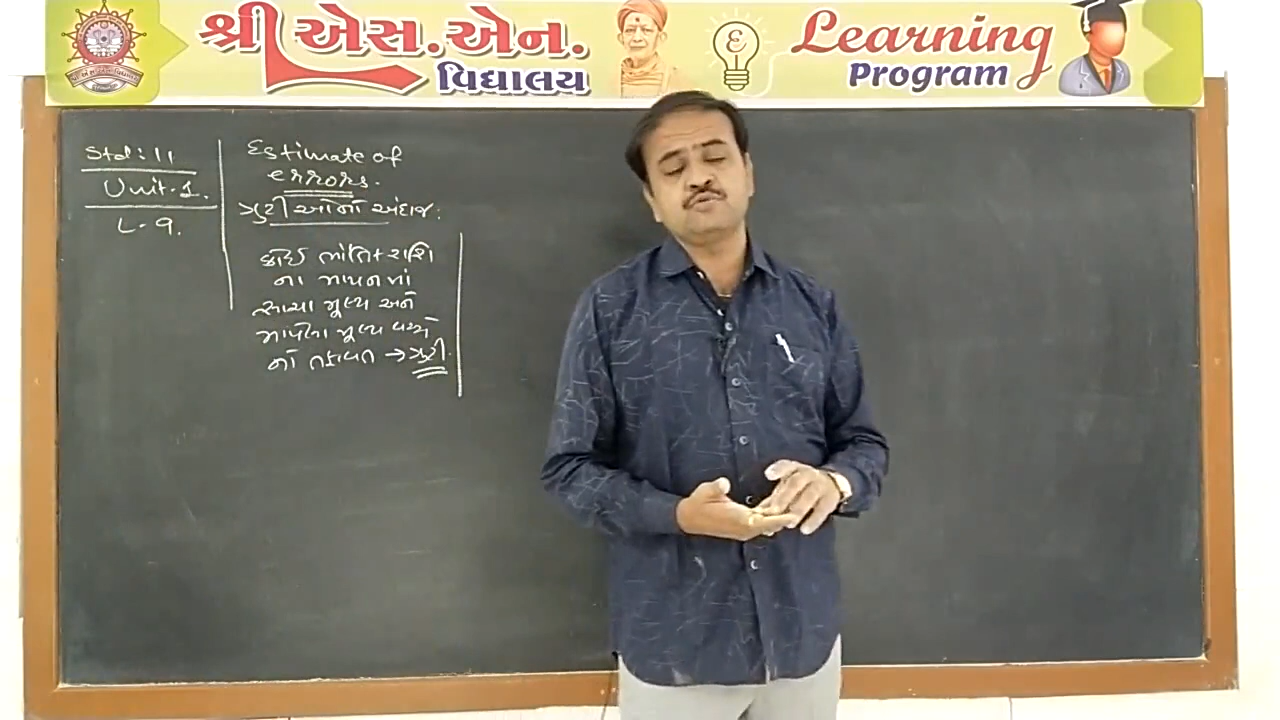 શ્રી એસ.એન.
વિદ્યાલય
Learning
Program
Std: 11
Unit-1.
L-9.
Estimate of
errors.
ત્રુટીઓનો અંદાજ:
કોઈ ભૌતિક રાશિ
ના માપનમાં
સાચા મૂલ્ય અને
માપેલા મૂલ્ય વચ્ચે
નો તફાવત → ત્રુટી.